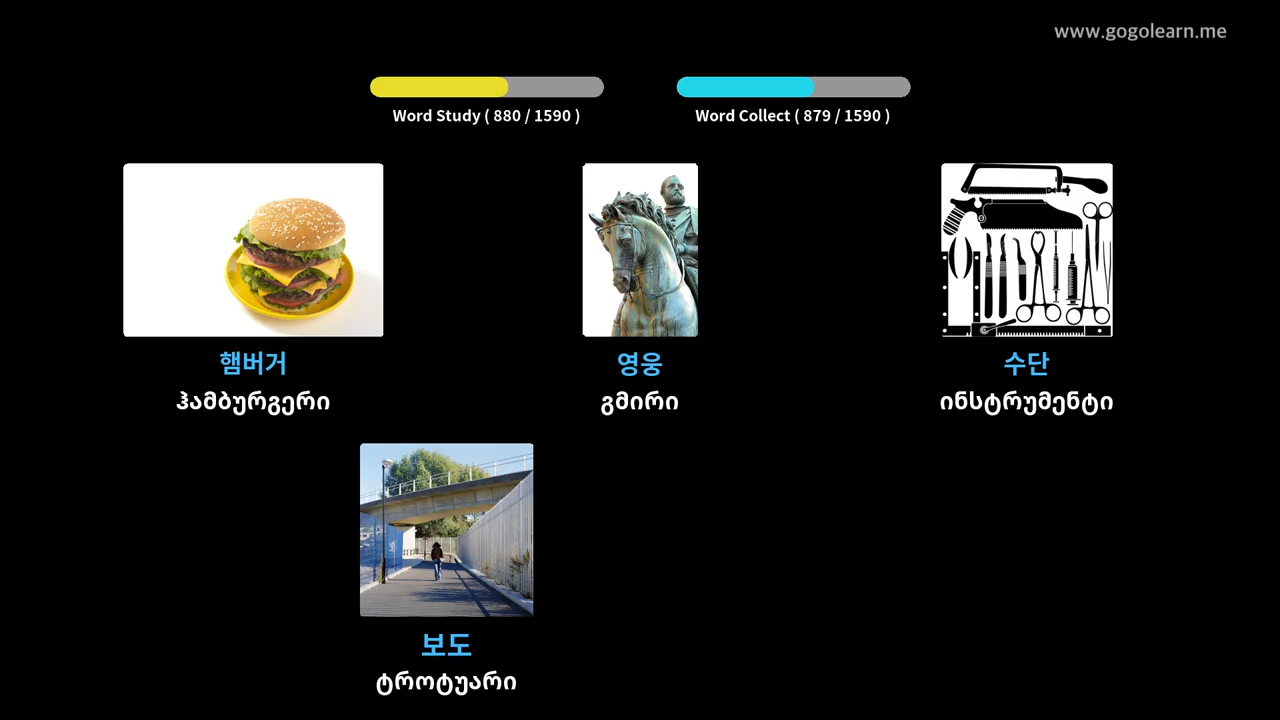 www.gogolearn.me
Word Study ( 880 / 1590 )
Word Collect ( 879 / 1590 )
햄버거
ჰამბურგერი
영웅
გმირი
수단
ინსტრუმენტი
보도
ტროტუარი